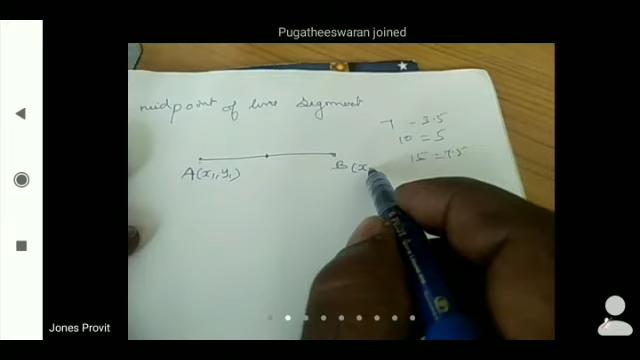 Pugatheeswaran joined
midpoint of line segment
7 - 3.5
10 = 5
15 = 7.5
A(x₁, y₁)
B(x
Jones Provit